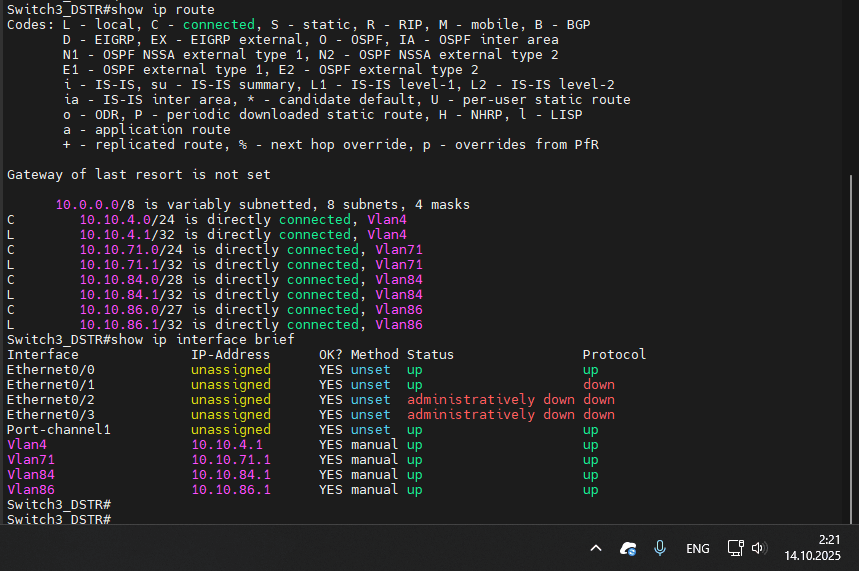 Switch3_DSTR#show ip route
Codes: L - local, C - connected, S - static, R - RIP, M - mobile, B - BGP
       D - EIGRP, EX - EIGRP external, O - OSPF, IA - OSPF inter area
       N1 - OSPF NSSA external type 1, N2 - OSPF NSSA external type 2
       E1 - OSPF external type 1, E2 - OSPF external type 2
       i - IS-IS, su - IS-IS summary, L1 - IS-IS level-1, L2 - IS-IS level-2
       ia - IS-IS inter area, * - candidate default, U - per-user static route
       o - ODR, P - periodic downloaded static route, H - NHRP, l - LISP
       a - application route
       + - replicated route, % - next hop override, p - overrides from PfR
Gateway of last resort is not set
      10.0.0.0/8 is variably subnetted, 8 subnets, 4 masks
C        10.10.4.0/24 is directly connected, Vlan4
L        10.10.4.1/32 is directly connected, Vlan4
C        10.10.71.0/24 is directly connected, Vlan71
L        10.10.71.1/32 is directly connected, Vlan71
C        10.10.84.0/28 is directly connected, Vlan84
L        10.10.84.1/32 is directly connected, Vlan84
C        10.10.86.0/27 is directly connected, Vlan86
L        10.10.86.1/32 is directly connected, Vlan86
Switch3_DSTR#show ip interface brief
Interface              IP-Address      OK? Method Status                Protocol
Ethernet0/0            unassigned      YES unset  up                    up
Ethernet0/1            unassigned      YES unset  up                    down
Ethernet0/2            unassigned      YES unset  administratively down down
Ethernet0/3            unassigned      YES unset  administratively down down
Port-channel1          unassigned      YES unset  up                    up
Vlan4                  10.10.4.1       YES manual up                    up
Vlan71                 10.10.71.1      YES manual up                    up
Vlan84                 10.10.84.1      YES manual up                    up
Vlan86                 10.10.86.1      YES manual up                    up
Switch3_DSTR#
Switch3_DSTR#
ENG
2:21
14.10.2025